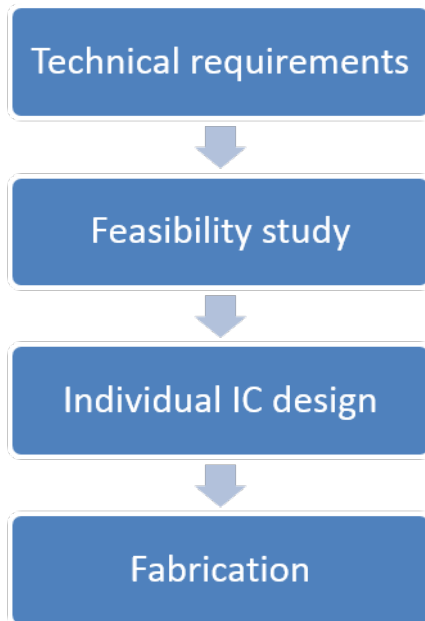 Technical requirements
Feasibility study
Individual IC design
Fabrication